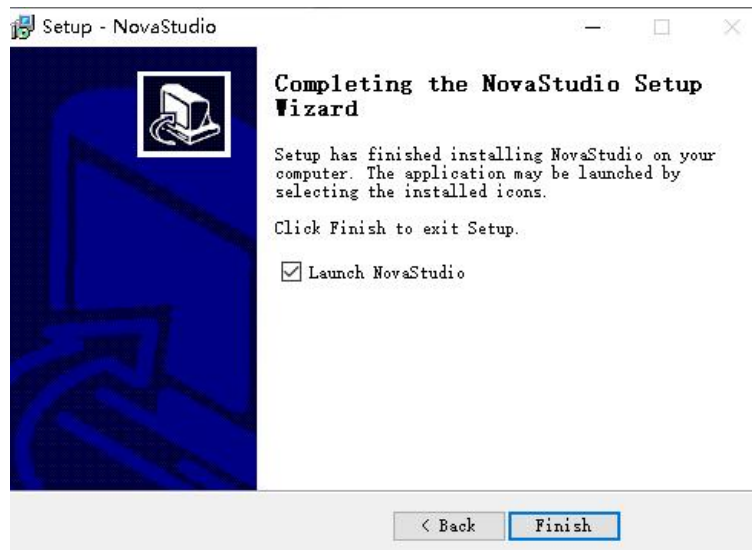 Setup - NovaStudio
Completing the NovaStudio Setup
Wizard
Setup has finished installing NovaStudio on your
computer. The application may be launched by
selecting the installed icons.
Click Finish to exit Setup.
Launch NovaStudio
< Back Finish